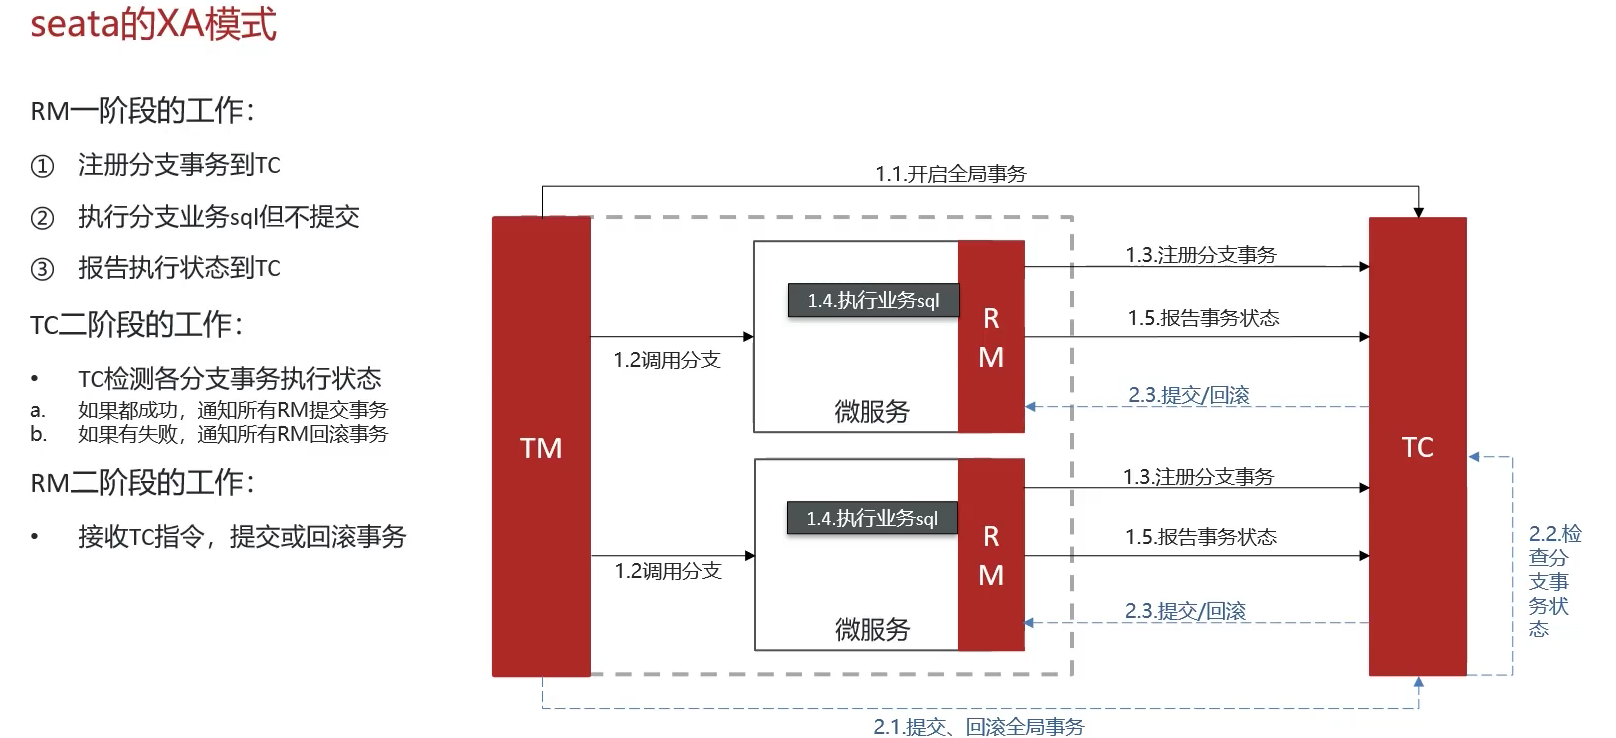 seata的XA模式
RM一阶段的工作：
① 注册分支事务到TC
② 执行分支业务sql但不提交
③ 报告执行状态到TC
TC二阶段的工作：
• TC检测各分支事务执行状态
a. 如果都成功，通知所有RM提交事务
b. 如果有失败，通知所有RM回滚事务
RM二阶段的工作：
• 接收TC指令，提交或回滚事务
1.1.开启全局事务
TM
1.2调用分支
1.4.执行业务sql
微服务
R
M
1.3.注册分支事务
1.5.报告事务状态
2.3.提交/回滚
1.2调用分支
1.4.执行业务sql
微服务
R
M
1.3.注册分支事务
1.5.报告事务状态
2.3.提交/回滚
TC
2.2.检
查分
支事
务状
态
2.1.提交、回滚全局事务